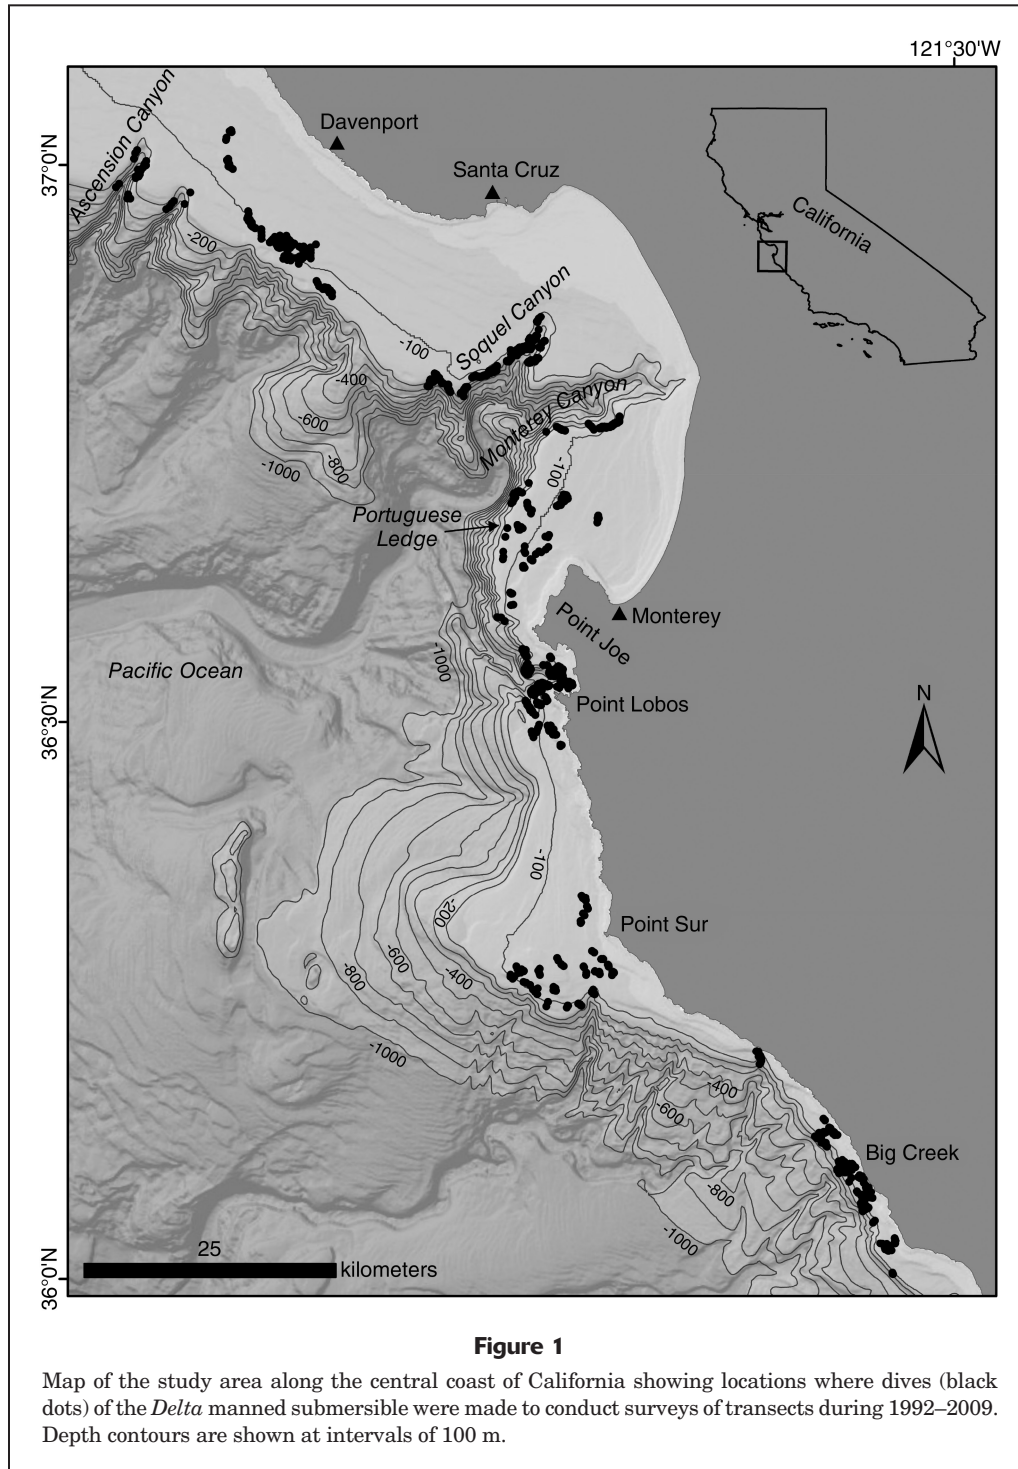 121°30'W
37°0'N
Ascension Canyon
Davenport
Santa Cruz
California
-200
Soquel Canyon
-100
-400
-600
-800
-1000
Monterey Canyon
-100
Portuguese
Ledge
Point Joe
Monterey
-1000
Pacific Ocean
Point Lobos
N
36°30'N
-100
-200
Point Sur
-400
-600
-800
-1000
-400
-600
Big Creek
-800
-1000
25
kilometers
36°0'N
Figure 1
Map of the study area along the central coast of California showing locations where dives (black
dots) of the Delta manned submersible were made to conduct surveys of transects during 1992–2009.
Depth contours are shown at intervals of 100 m.